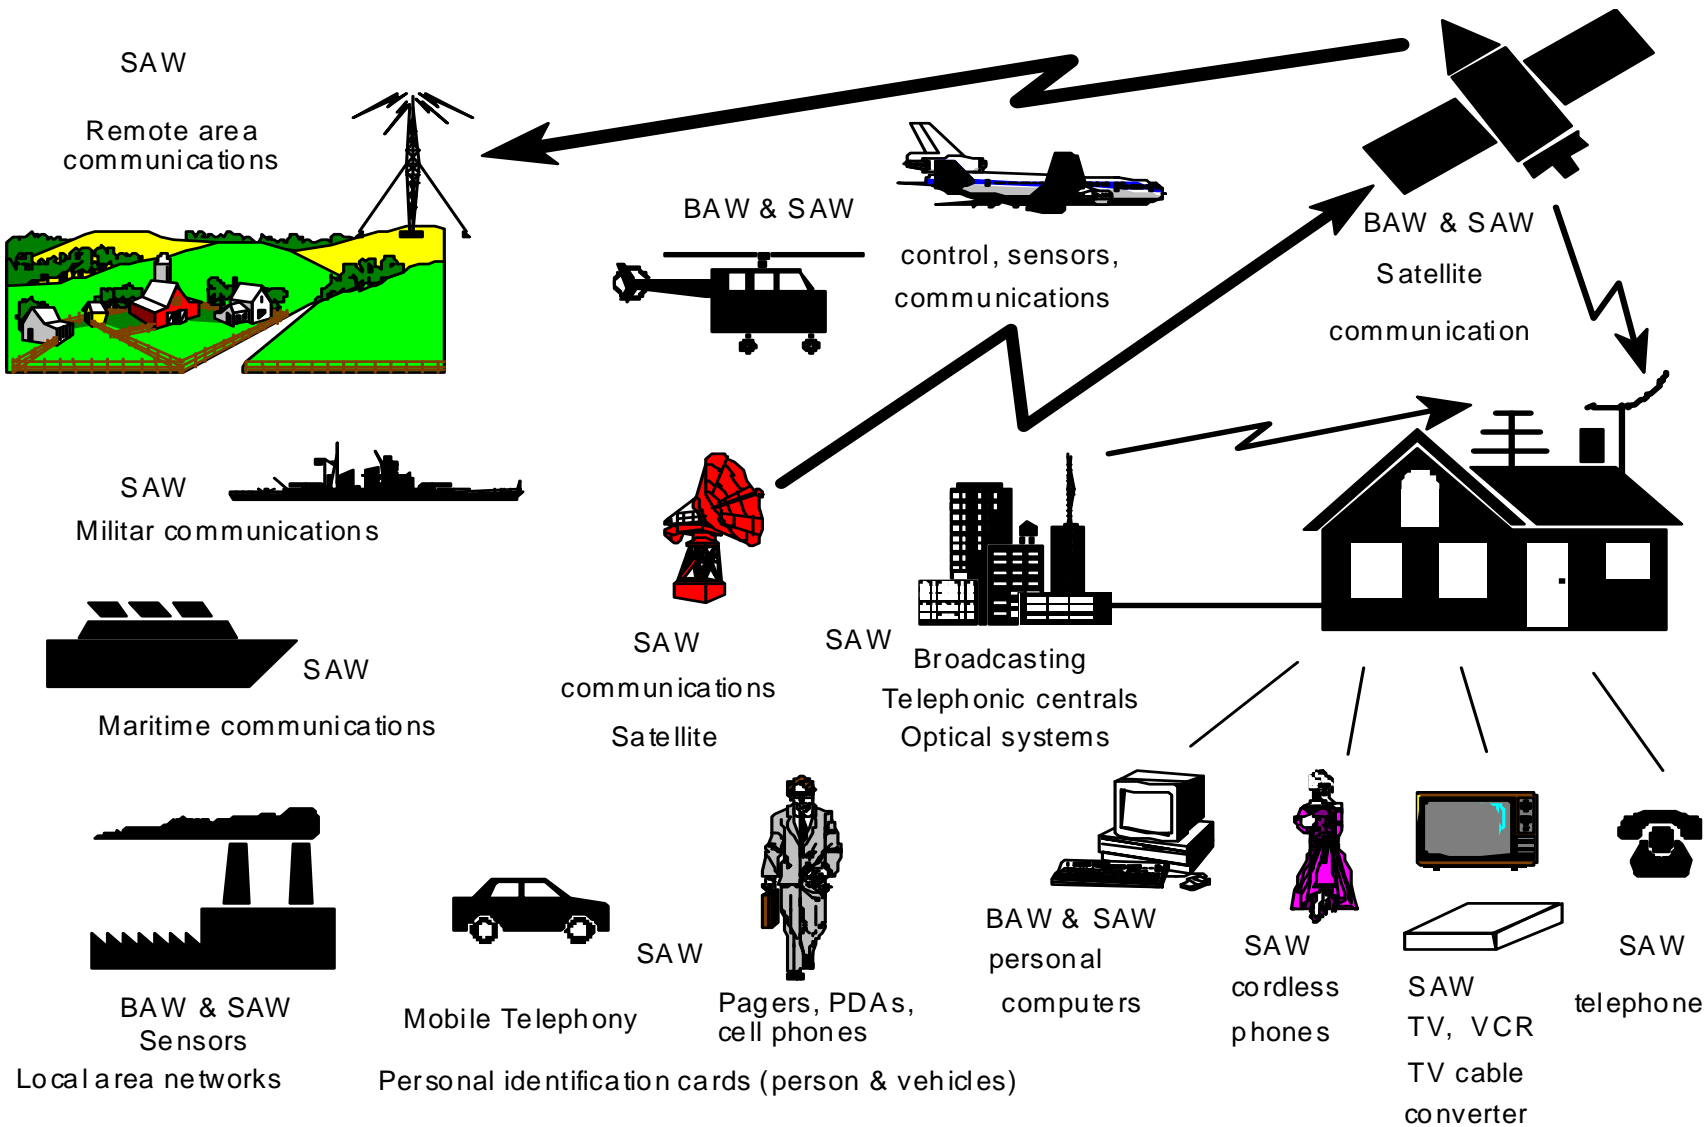 SAW
Remote area
communications
BAW & SAW
control, sensors,
communications
BAW & SAW
Satellite
communication
SAW
Militar communications
SAW
Maritime communications
SAW
communications
Satellite
SAW
Broadcasting
Telephonic centrals
Optical systems
BAW & SAW
Sensors
Local area networks
SAW
Mobile Telephony
Pagers, PDAs,
cell phones
Personal identification cards (person & vehicles)
BAW & SAW
personal
computers
SAW
cordless
phones
SAW
TV, VCR
TV cable
converter
SAW
telephone